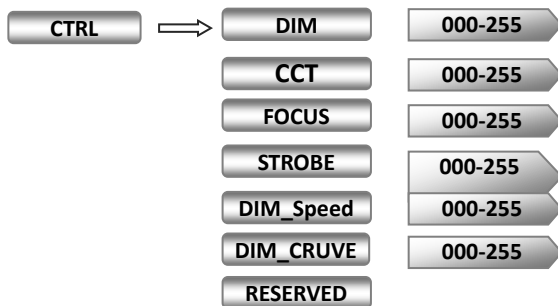 CTRL DIM 000-255
CCT 000-255
FOCUS 000-255
STROBE 000-255
DIM_Speed 000-255
DIM_CRUVE 000-255
RESERVED